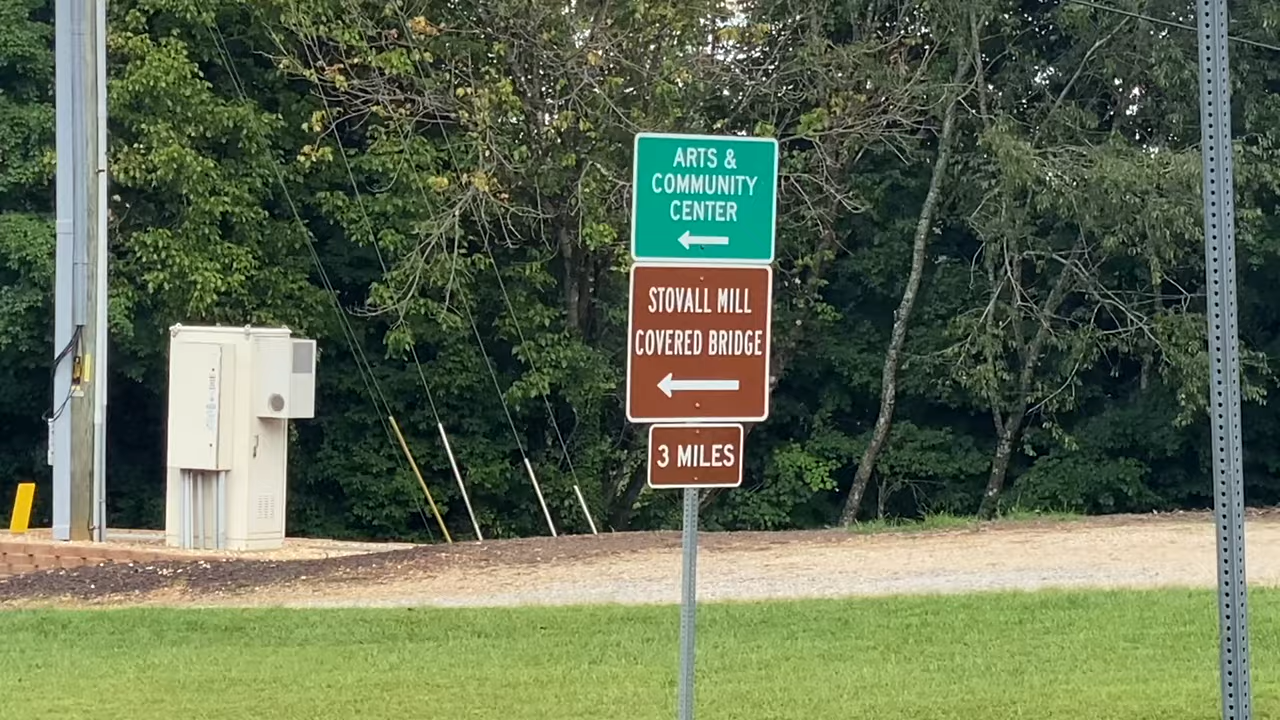 ARTS &
COMMUNITY
CENTER
STOVALL MILL
COVERED BRIDGE
3 MILES